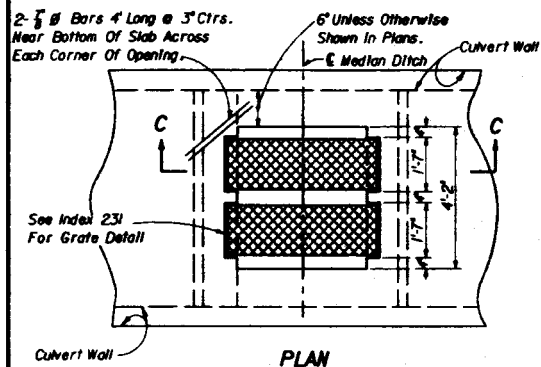 2- 7/8 Ø Bars 4' Long @ 3" Ctrs.
Near Bottom Of Slab Across
Each Corner Of Opening.
6" Unless Otherwise
Shown In Plans.
℄ Median Ditch
Culvert Wall
C
C
1'-7"
4'-2"
1'-7"
See Index 231
For Grate Detail
Culvert Wall
PLAN